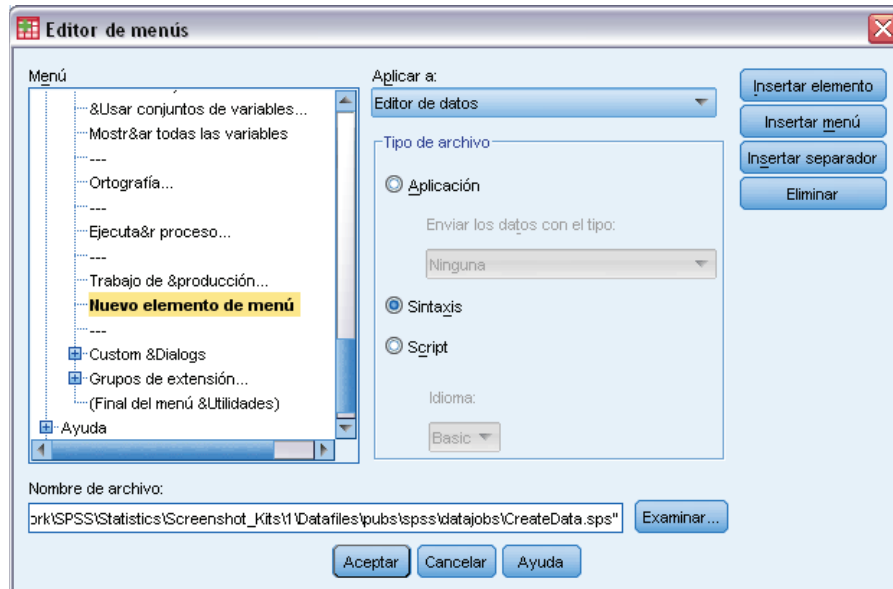 Editor de menús
Menú
&Usar conjuntos de variables...
Mostr&ar todas las variables
---
Ortografía...
---
Ejecuta&r proceso...
---
Trabajo de &producción...
Nuevo elemento de menú
---
Custom &Dialogs
Grupos de extensión...
(Final del menú &Utilidades)
Ayuda
Aplicar a:
Editor de datos
Tipo de archivo
Aplicación
Enviar los datos con el tipo:
Ninguna
Sintaxis
Script
Idioma:
Basic
Insertar elemento
Insertar menú
Insertar separador
Eliminar
Nombre de archivo:
ork\SPSS\Statistics\Screenshot_Kits\1\Datafiles\pubs\spss\datajobs\CreateData.sps"
Examinar...
Aceptar
Cancelar
Ayuda